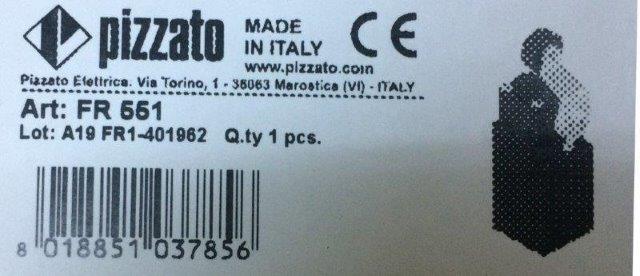 pizzato MADE IN ITALY CE
www.pizzato.com
Pizzato Elettrica. Via Torino, 1 - 36063 Marostica (VI) - ITALY
Art: FR 551
Lot: A19 FR1-401962 Q.ty 1 pcs.
8 018851 037856